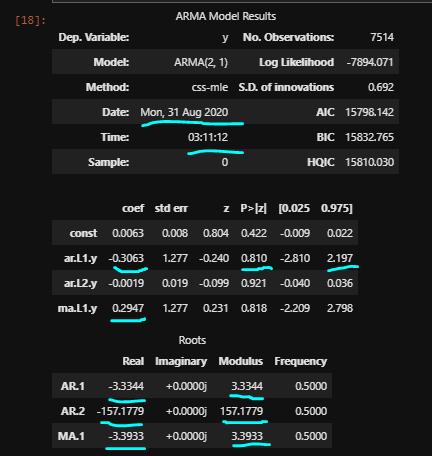 [18]:
ARMA Model Results
Dep. Variable: y No. Observations: 7514
Model: ARMA(2, 1) Log Likelihood -7894.071
Method: css-mle S.D. of innovations 0.692
Date: Mon, 31 Aug 2020 AIC 15798.142
Time: 03:11:12 BIC 15832.765
Sample: 0 HQIC 15810.030
coef std err z P>|z| [0.025 0.975]
const 0.0063 0.008 0.804 0.422 -0.009 0.022
ar.L1.y -0.3063 1.277 -0.240 0.810 -2.810 2.197
ar.L2.y -0.0019 0.019 -0.099 0.921 -0.040 0.036
ma.L1.y 0.2947 1.277 0.231 0.818 -2.209 2.798
Roots
Real Imaginary Modulus Frequency
AR.1 -3.3344 +0.0000j 3.3344 0.5000
AR.2 -157.1779 +0.0000j 157.1779 0.5000
MA.1 -3.3933 +0.0000j 3.3933 0.5000